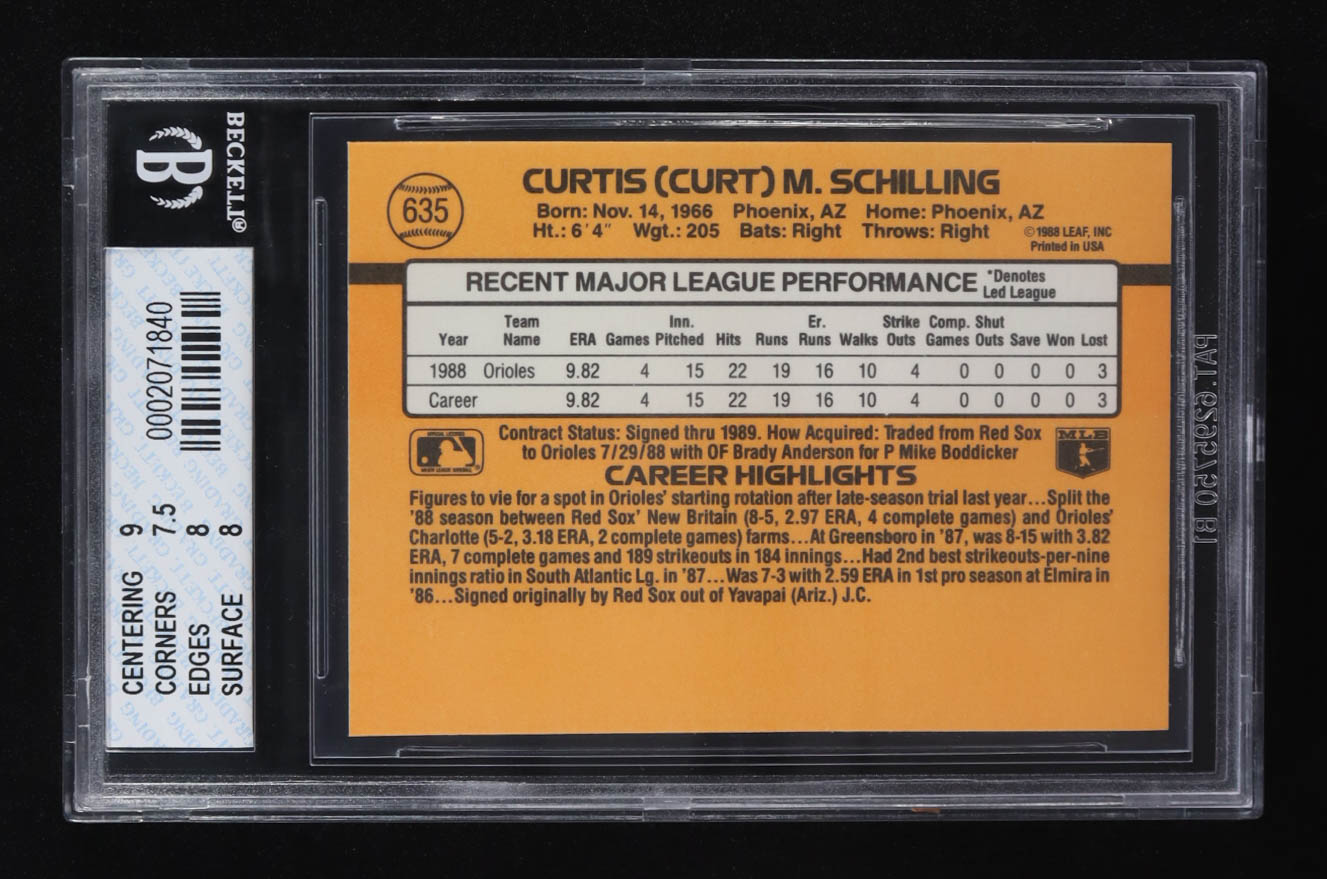 BECKETT®
B
0002071840
CENTERING 9
CORNERS 7.5
EDGES 8
SURFACE 8
635
CURTIS (CURT) M. SCHILLING
Born: Nov. 14, 1966 Phoenix, AZ Home: Phoenix, AZ
Ht.: 6'4" Wgt.: 205 Bats: Right Throws: Right
©1988 LEAF, INC
Printed in USA
RECENT MAJOR LEAGUE PERFORMANCE
*Denotes
Led League
Year Team Name ERA Games Inn. Pitched Hits Runs Er. Runs Walks Strike Outs Comp. Games Shut Outs Save Won Lost
1988 Orioles 9.82 4 15 22 19 16 10 4 0 0 0 0 3
Career 9.82 4 15 22 19 16 10 4 0 0 0 0 3
Contract Status: Signed thru 1989. How Acquired: Traded from Red Sox
to Orioles 7/29/88 with OF Brady Anderson for P Mike Boddicker
MLB
CAREER HIGHLIGHTS
Figures to vie for a spot in Orioles' starting rotation after late-season trial last year...Split the
'88 season between Red Sox' New Britain (8-5, 2.97 ERA, 4 complete games) and Orioles'
Charlotte (5-2, 3.18 ERA, 2 complete games) farms...At Greensboro in '87, was 8-15 with 3.82
ERA, 7 complete games and 189 strikeouts in 184 innings...Had 2nd best strikeouts-per-nine
innings ratio in South Atlantic Lg. in '87...Was 7-3 with 2.59 ERA in 1st pro season at Elmira in
'86...Signed originally by Red Sox out of Yavapai (Ariz.) J.C.
PAT. 6295750 B1